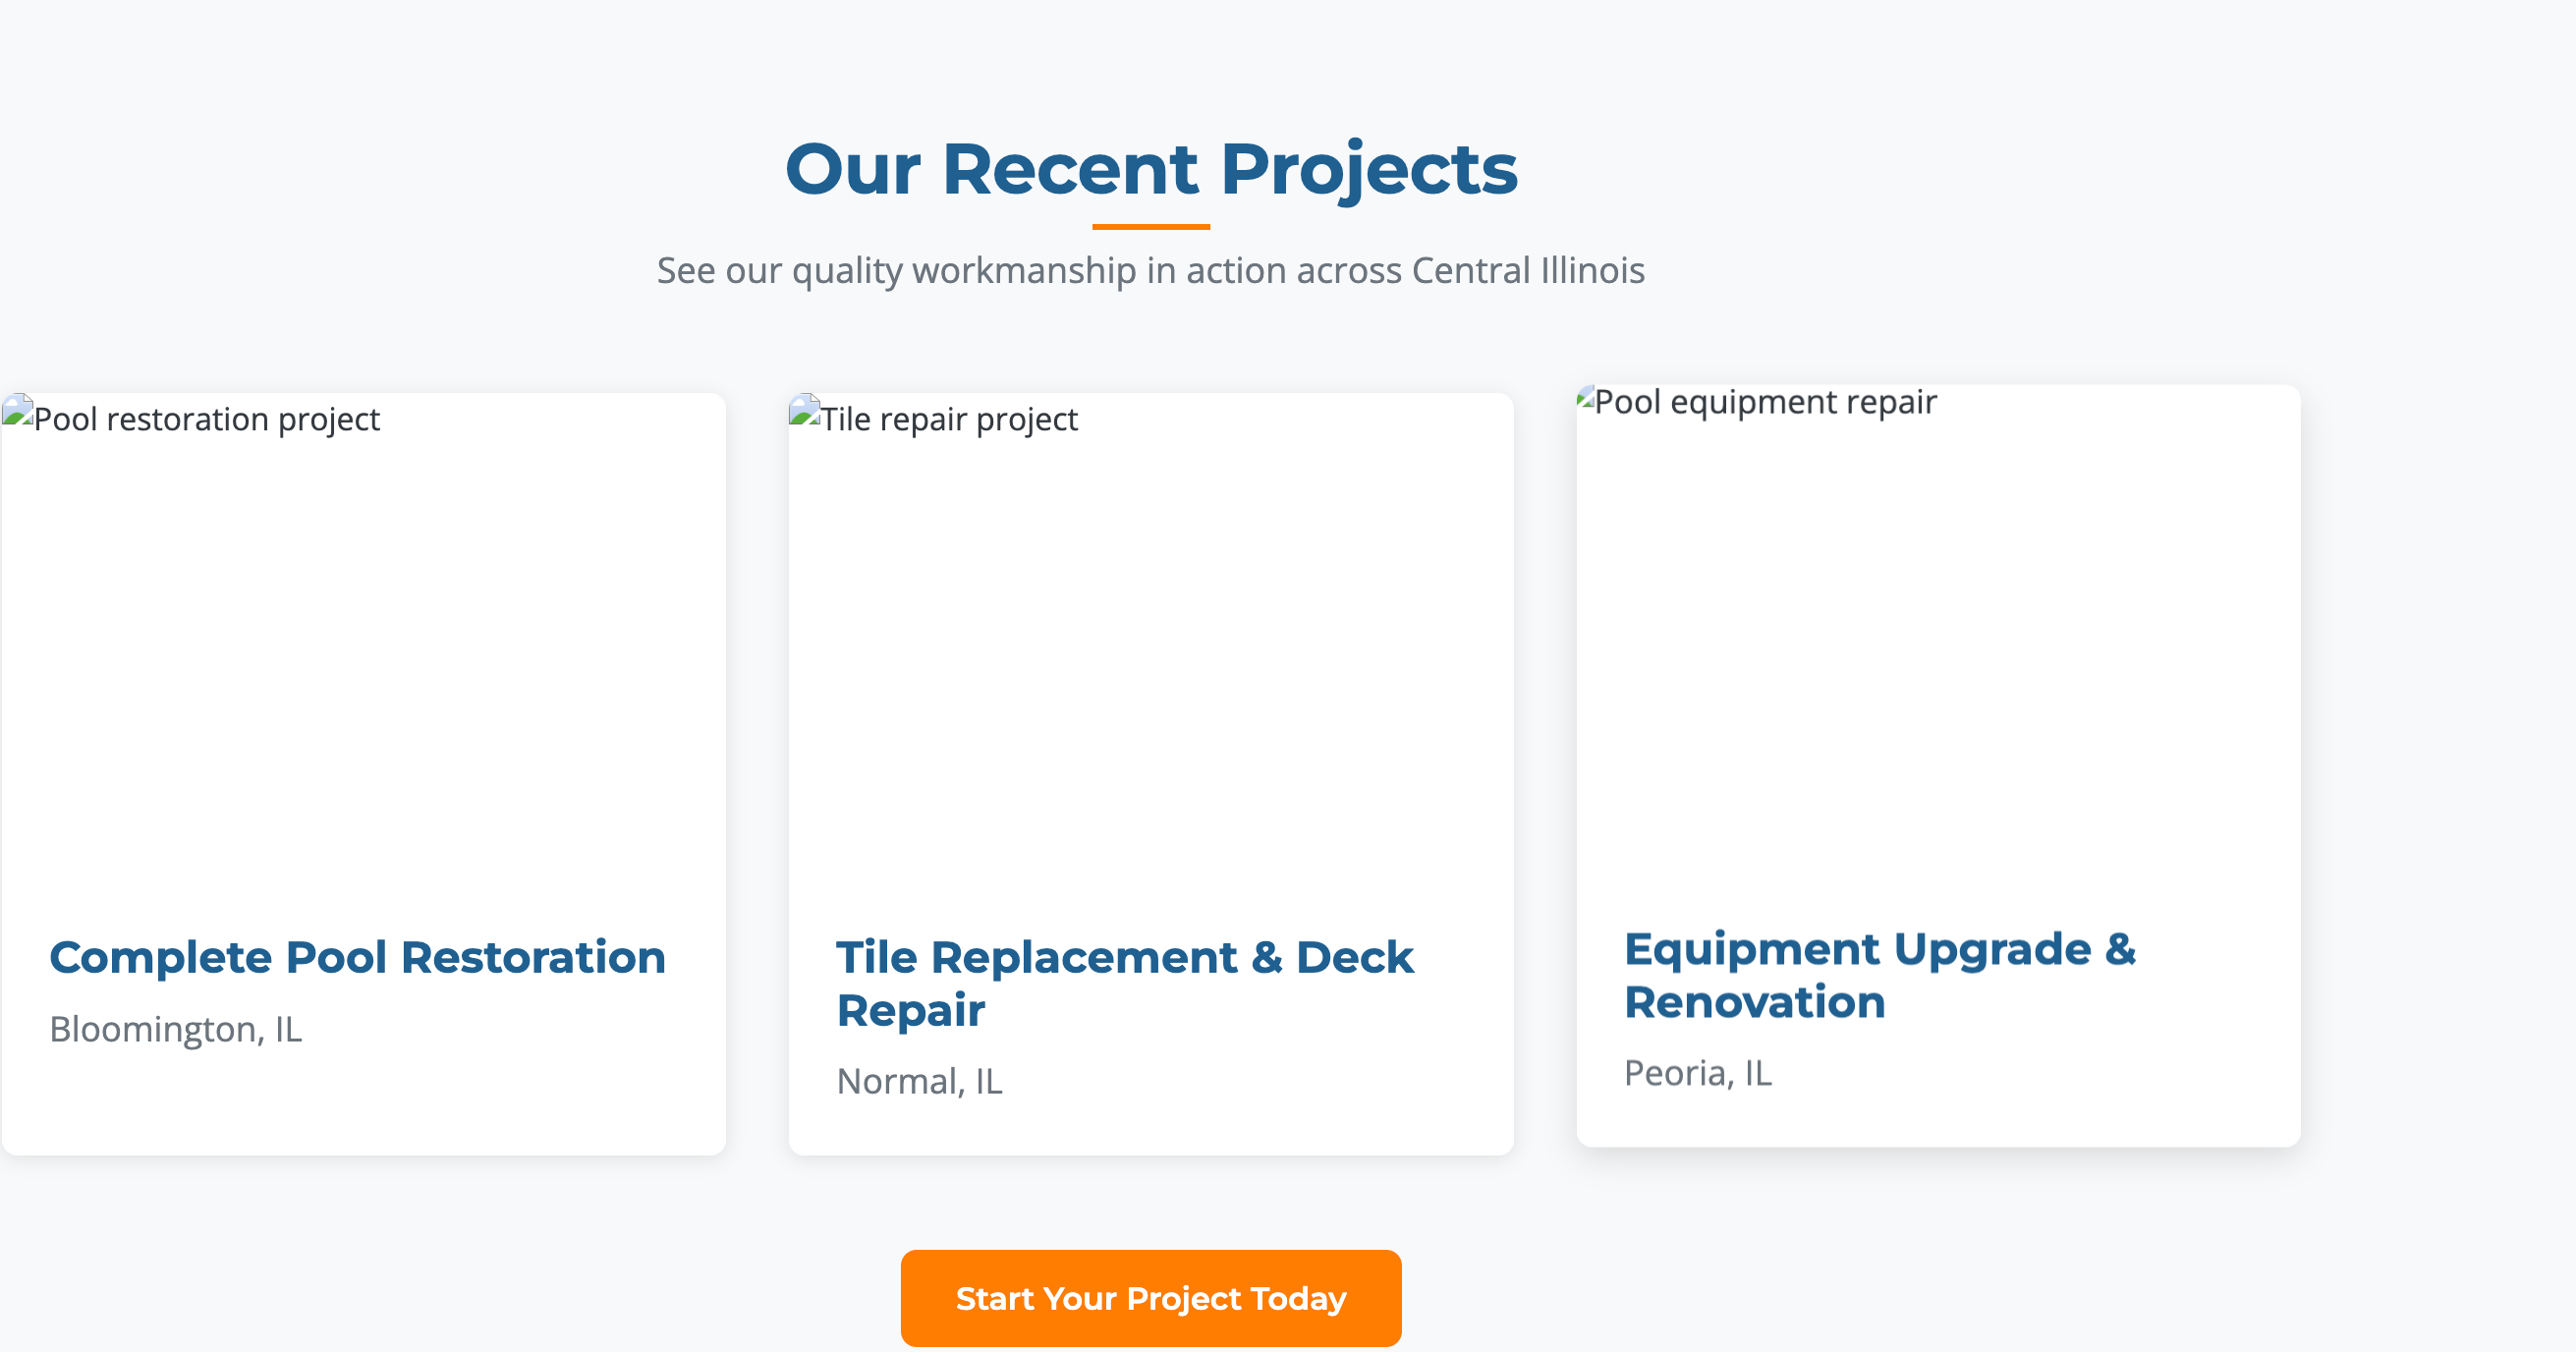 Our Recent Projects
See our quality workmanship in action across Central Illinois
Pool restoration project
Complete Pool Restoration
Bloomington, IL
Tile repair project
Tile Replacement & Deck
Repair
Normal, IL
Pool equipment repair
Equipment Upgrade &
Renovation
Peoria, IL
Start Your Project Today